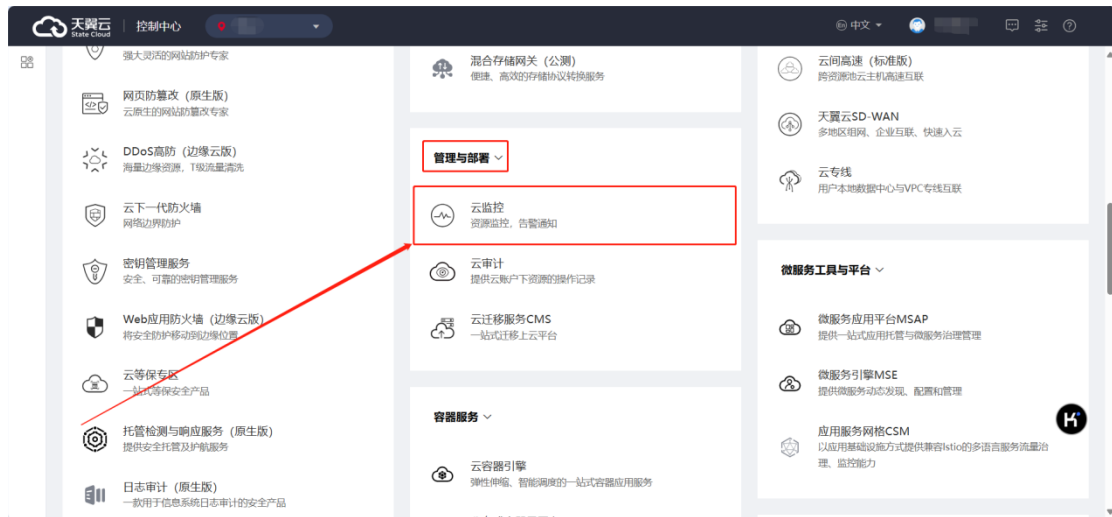 天翼云
State Cloud
控制中心
中文
强大灵活的网站防护专家
网页防篡改（原生版）
云原生的网站防篡改专家
DDoS高防（边缘云版）
海量边缘资源，T级流量清洗
云下一代防火墙
网络边界防护
密钥管理服务
安全、可靠的密钥管理服务
Web应用防火墙（边缘云版）
将安全防护移动到边缘位置
云等保专区
一站式等保安全产品
托管检测与响应服务（原生版）
提供安全托管及护航服务
日志审计（原生版）
一款用于信息系统日志审计的安全产品
混合存储网关（公测）
便捷、高效的存储协议转换服务
管理与部署
云监控
资源监控，告警通知
云审计
提供云账户下资源的操作记录
云迁移服务CMS
一站式迁移上云平台
容器服务
云容器引擎
弹性伸缩、智能调度的一站式容器应用服务
云间高速（标准版）
跨资源池云主机高速互联
天翼云SD-WAN
多地区组网、企业互联、快速入云
云专线
用户本地数据中心与VPC专线互联
微服务工具与平台
微服务应用平台MSAP
提供一站式应用托管与微服务治理管理
微服务引擎MSE
提供微服务动态发现、配置和管理
应用服务网格CSM
以应用基础设施方式提供兼容Istio的多语言服务流量治
理、监控能力